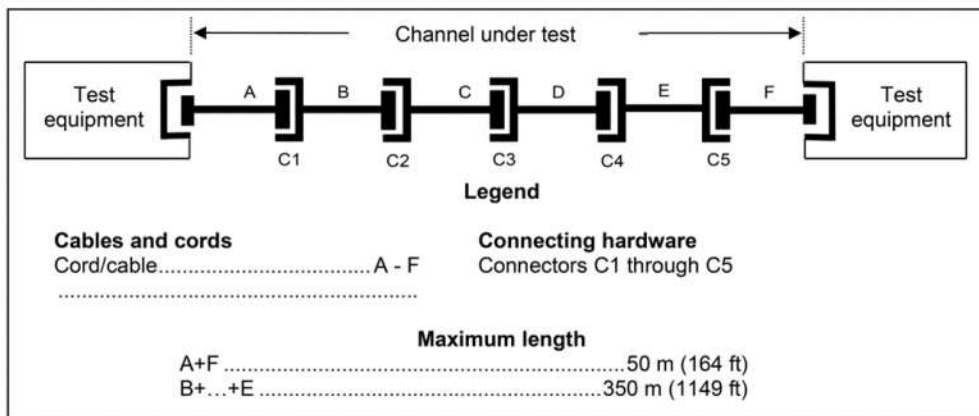 Channel under test
Test equipment
A B C D E F
Test equipment
C1 C2 C3 C4 C5
Legend
Cables and cords
Cord/cable....................................A - F
Connecting hardware
Connectors C1 through C5
Maximum length
A+F ..............................................................50 m (164 ft)
B+…+E .....................................................350 m (1149 ft)